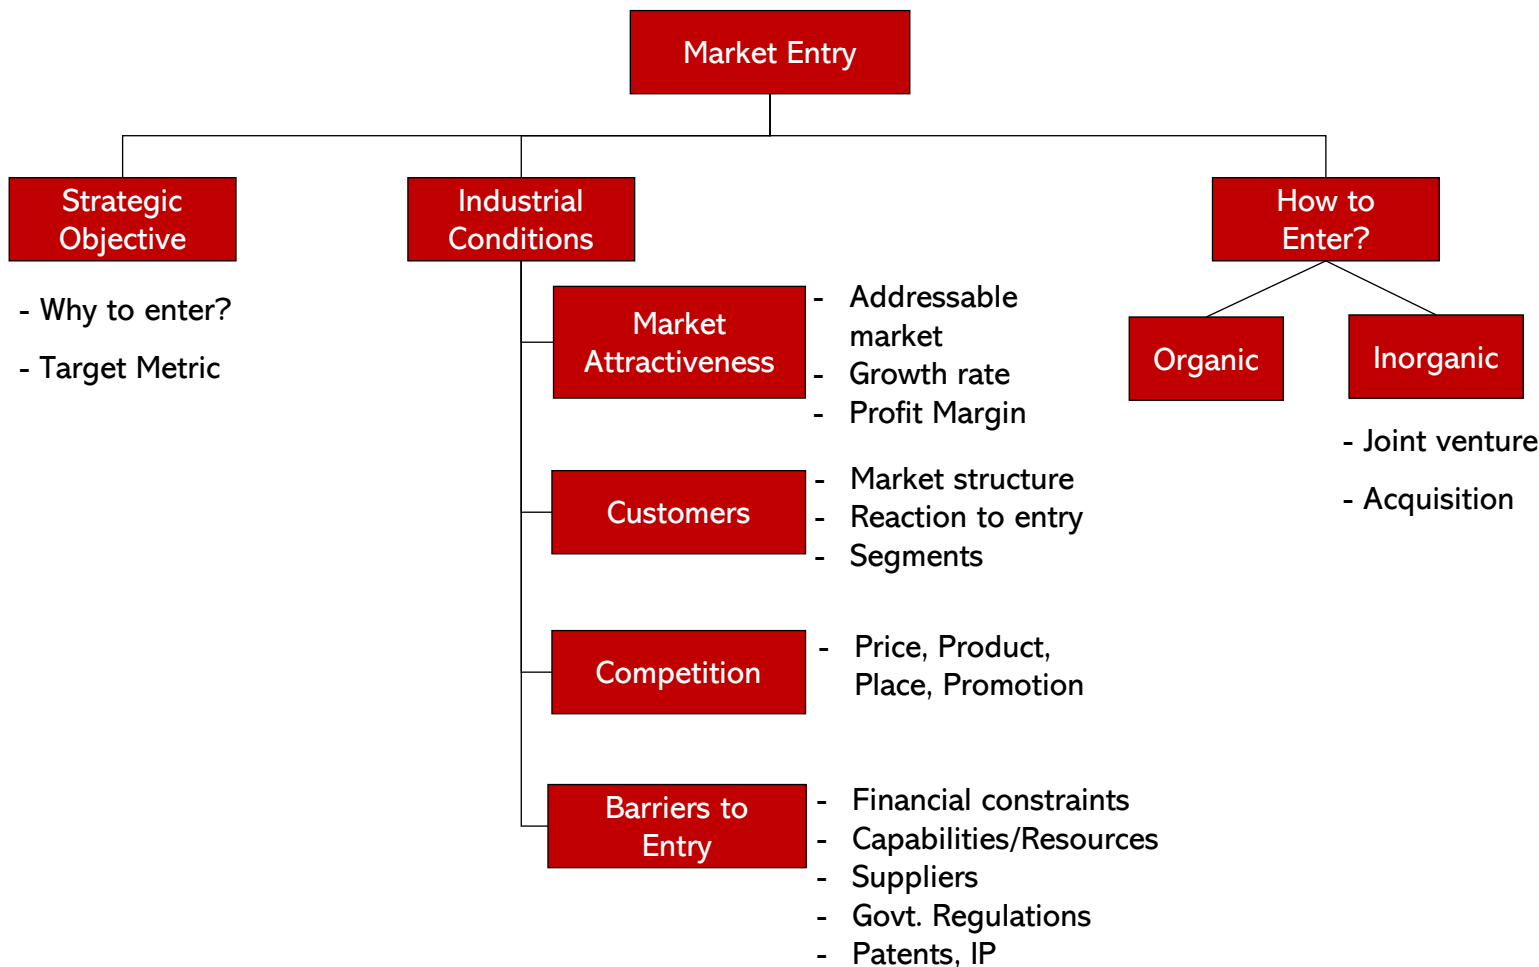 Market Entry
Strategic
Objective
- Why to enter?
- Target Metric
Industrial
Conditions
Market
Attractiveness
- Addressable
market
- Growth rate
- Profit Margin
Customers
- Market structure
- Reaction to entry
- Segments
Competition
- Price, Product,
Place, Promotion
Barriers to
Entry
- Financial constraints
- Capabilities/Resources
- Suppliers
- Govt. Regulations
- Patents, IP
How to
Enter?
Organic
Inorganic
- Joint venture
- Acquisition